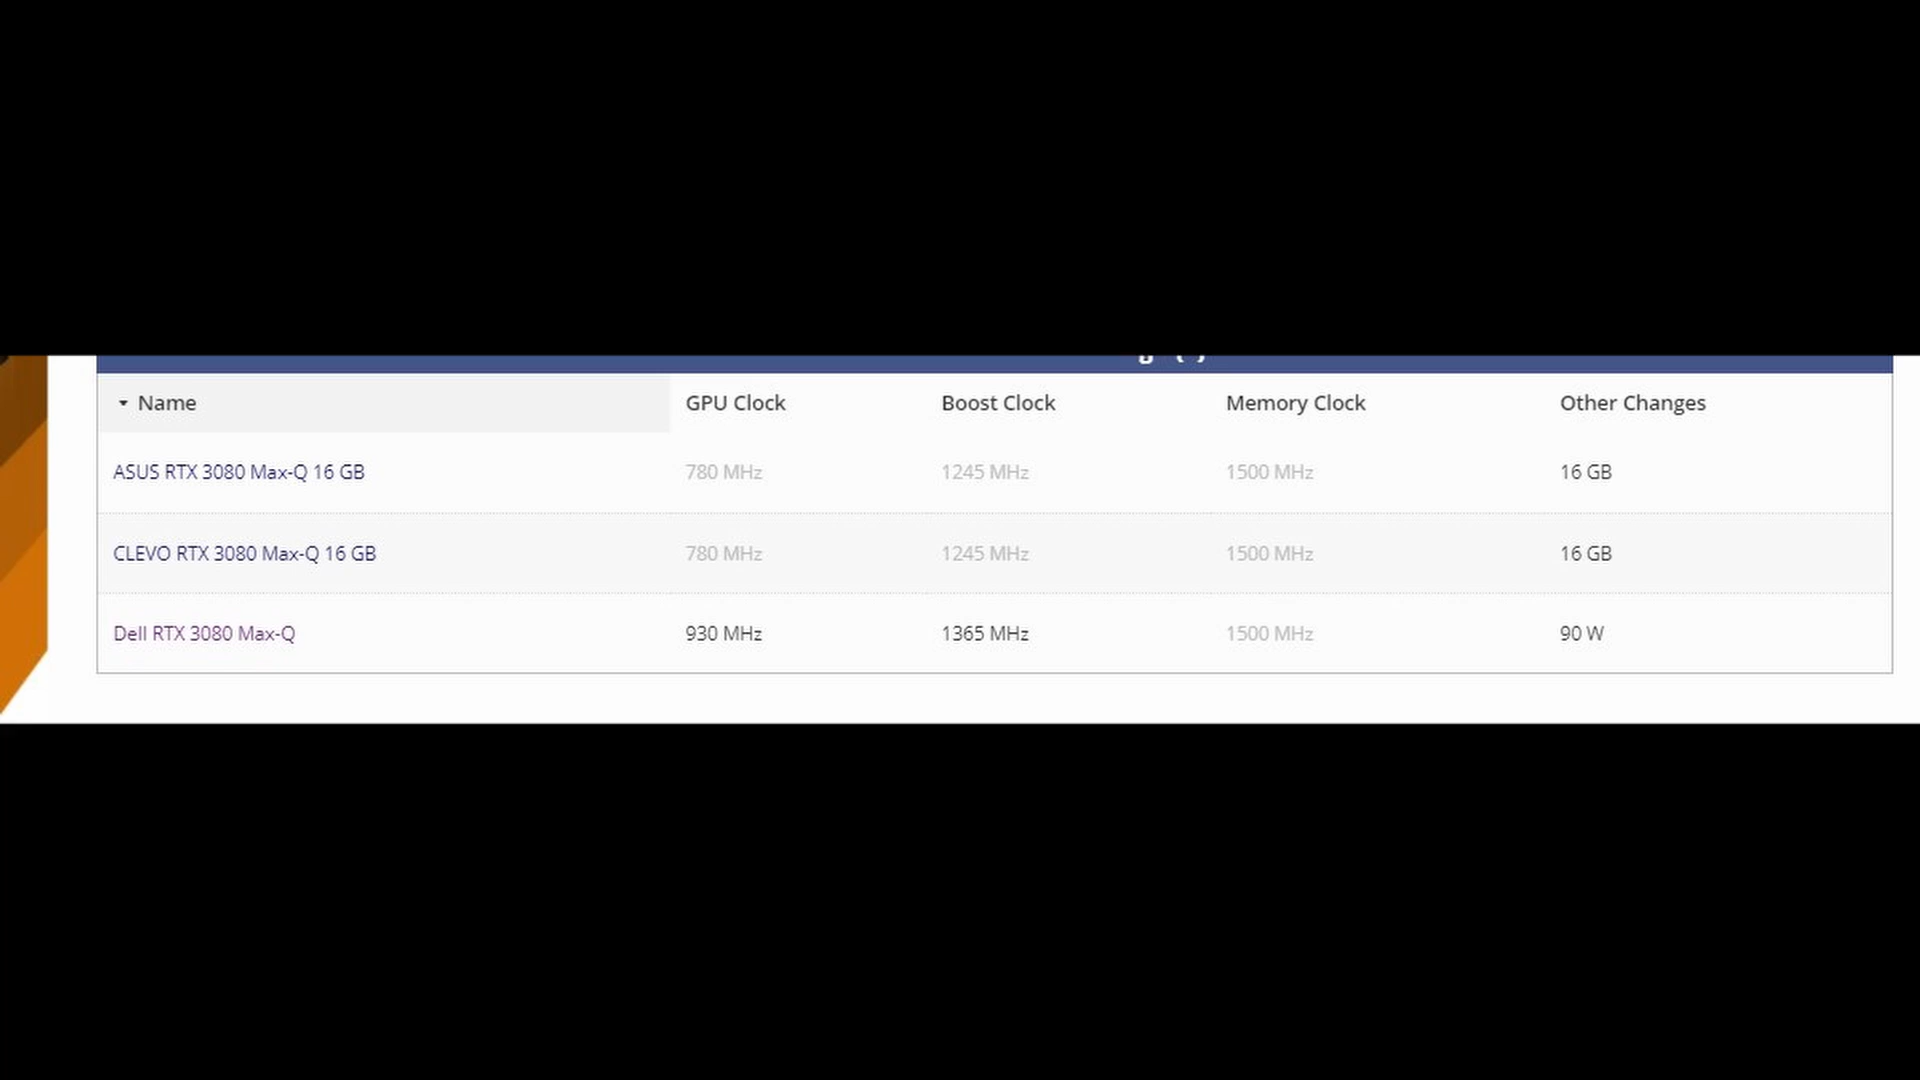 Name GPU Clock Boost Clock Memory Clock Other Changes
ASUS RTX 3080 Max-Q 16 GB 780 MHz 1245 MHz 1500 MHz 16 GB
CLEVO RTX 3080 Max-Q 16 GB 780 MHz 1245 MHz 1500 MHz 16 GB
Dell RTX 3080 Max-Q 930 MHz 1365 MHz 1500 MHz 90 W